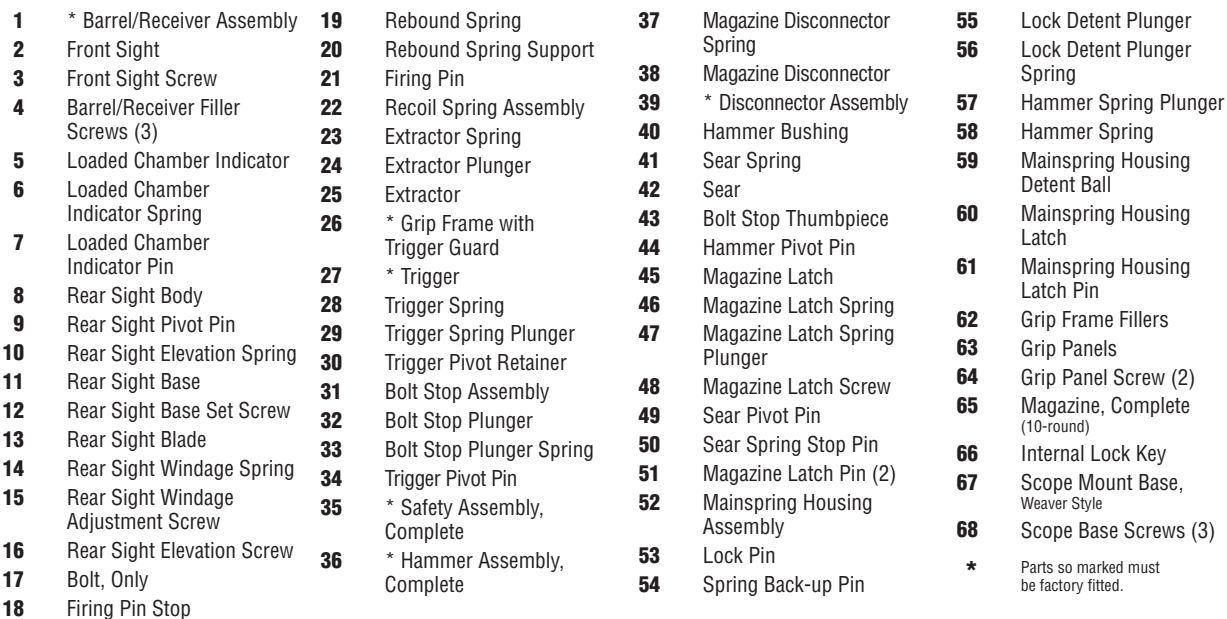 1 * Barrel/Receiver Assembly
2 Front Sight
3 Front Sight Screw
4 Barrel/Receiver Filler
Screws (3)
5 Loaded Chamber Indicator
6 Loaded Chamber
Indicator Spring
7 Loaded Chamber
Indicator Pin
8 Rear Sight Body
9 Rear Sight Pivot Pin
10 Rear Sight Elevation Spring
11 Rear Sight Base
12 Rear Sight Base Set Screw
13 Rear Sight Blade
14 Rear Sight Windage Spring
15 Rear Sight Windage
Adjustment Screw
16 Rear Sight Elevation Screw
17 Bolt, Only
18 Firing Pin Stop
19 Rebound Spring
20 Rebound Spring Support
21 Firing Pin
22 Recoil Spring Assembly
23 Extractor Spring
24 Extractor Plunger
25 Extractor
26 * Grip Frame with
Trigger Guard
27 * Trigger
28 Trigger Spring
29 Trigger Spring Plunger
30 Trigger Pivot Retainer
31 Bolt Stop Assembly
32 Bolt Stop Plunger
33 Bolt Stop Plunger Spring
34 Trigger Pivot Pin
35 * Safety Assembly,
Complete
36 * Hammer Assembly,
Complete
37 Magazine Disconnector
Spring
38 Magazine Disconnector
39 * Disconnector Assembly
40 Hammer Bushing
41 Sear Spring
42 Sear
43 Bolt Stop Thumbpiece
44 Hammer Pivot Pin
45 Magazine Latch
46 Magazine Latch Spring
47 Magazine Latch Spring
Plunger
48 Magazine Latch Screw
49 Sear Pivot Pin
50 Sear Spring Stop Pin
51 Magazine Latch Pin (2)
52 Mainspring Housing
Assembly
53 Lock Pin
54 Spring Back-up Pin
55 Lock Detent Plunger
56 Lock Detent Plunger
Spring
57 Hammer Spring Plunger
58 Hammer Spring
59 Mainspring Housing
Detent Ball
60 Mainspring Housing
Latch
61 Mainspring Housing
Latch Pin
62 Grip Frame Fillers
63 Grip Panels
64 Grip Panel Screw (2)
65 Magazine, Complete
(10-round)
66 Internal Lock Key
67 Scope Mount Base,
Weaver Style
68 Scope Base Screws (3)
* Parts so marked must
be factory fitted.